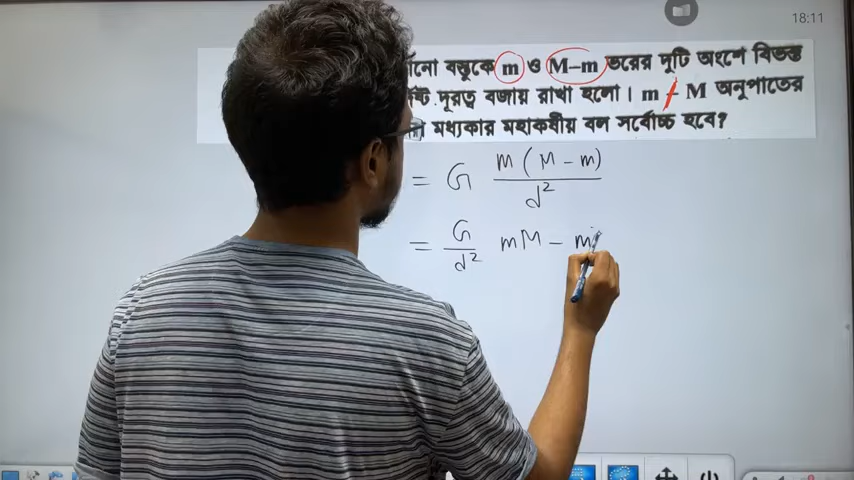 18:11
বস্তুকে m ও M–m ভরের দুটি অংশে বিভক্ত
দূরত্ব বজায় রাখা হলো। m / M অনুপাতের
মধ্যকার মহাকর্ষীয় বল সর্বোচ্চ হবে?
= G m(M-m) / d²
= G/d² mM - m